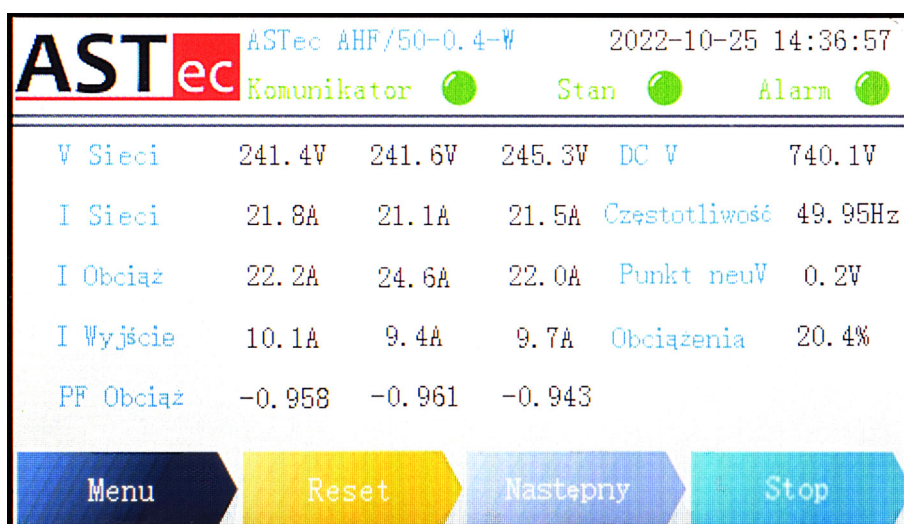 ASTec ASTec AHF/50-0.4-W 2022-10-25 14:36:57
Komunikator Stan Alarm
V Sieci 241.4V 241.6V 245.3V DC V 740.1V
I Sieci 21.8A 21.1A 21.5A Częstotliwość 49.95Hz
I Obciąż 22.2A 24.6A 22.0A Punkt neuV 0.2V
I Wyjście 10.1A 9.4A 9.7A Obciążenia 20.4%
PF Obciąż -0.958 -0.961 -0.943
Menu Reset Następny Stop